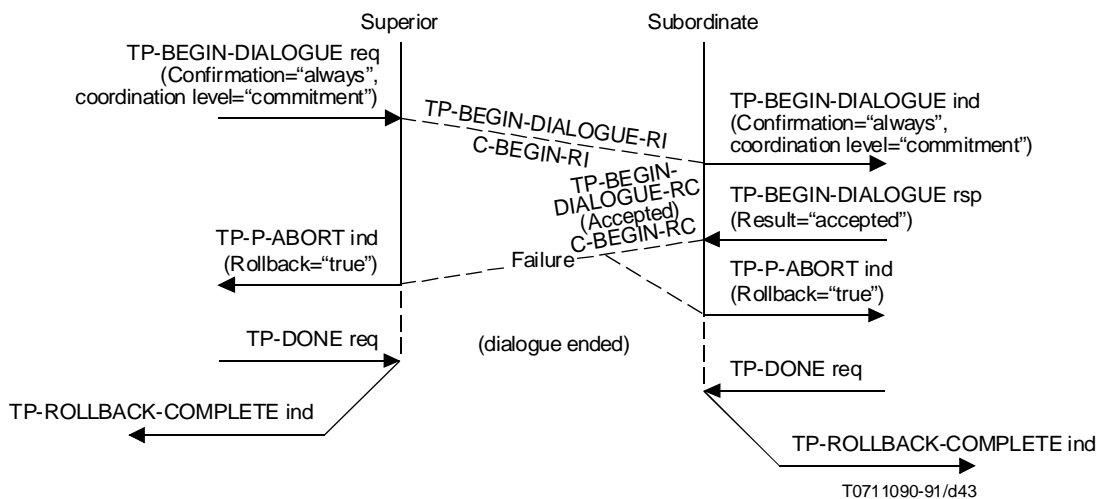 Superior
Subordinate
TP-BEGIN-DIALOGUE req
(Confirmation=“always”,
coordination level=“commitment”)
TP-BEGIN-DIALOGUE-RI
C-BEGIN-RI
TP-BEGIN-DIALOGUE ind
(Confirmation=“always”,
coordination level=“commitment”)
TP-BEGIN-
DIALOGUE-RC
(Accepted)
C-BEGIN-RC
TP-BEGIN-DIALOGUE rsp
(Result=“accepted”)
TP-P-ABORT ind
(Rollback=“true”)
Failure
TP-P-ABORT ind
(Rollback=“true”)
TP-DONE req
(dialogue ended)
TP-DONE req
TP-ROLLBACK-COMPLETE ind
TP-ROLLBACK-COMPLETE ind
T0711090-91/d43